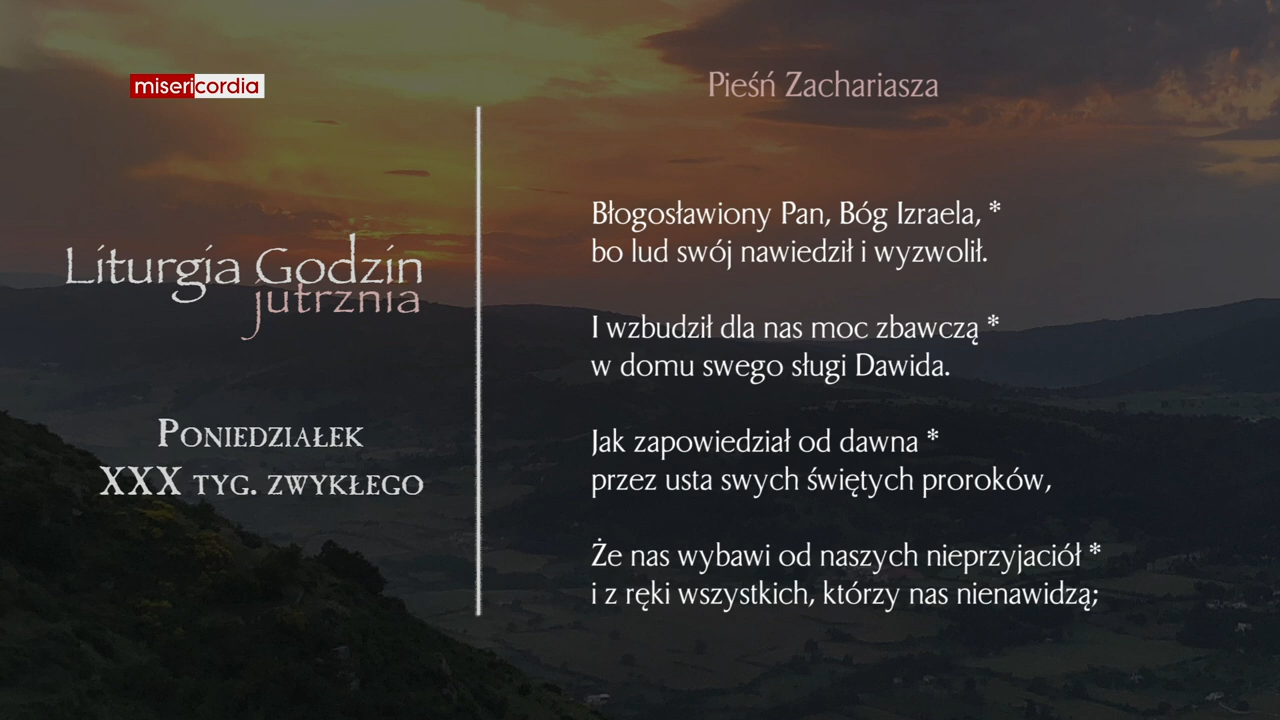 misericordia
Liturgia Godzin
jutrznia
Poniedziałek
XXX tyg. zwykłego
Pieśń Zachariasza
Błogosławiony Pan, Bóg Izraela, *
bo lud swój nawiedził i wyzwolił.
I wzbudził dla nas moc zbawczą *
w domu swego sługi Dawida.
Jak zapowiedział od dawna *
przez usta swych świętych proroków,
Że nas wybawi od naszych nieprzyjaciół *
i z ręki wszystkich, którzy nas nienawidzą;